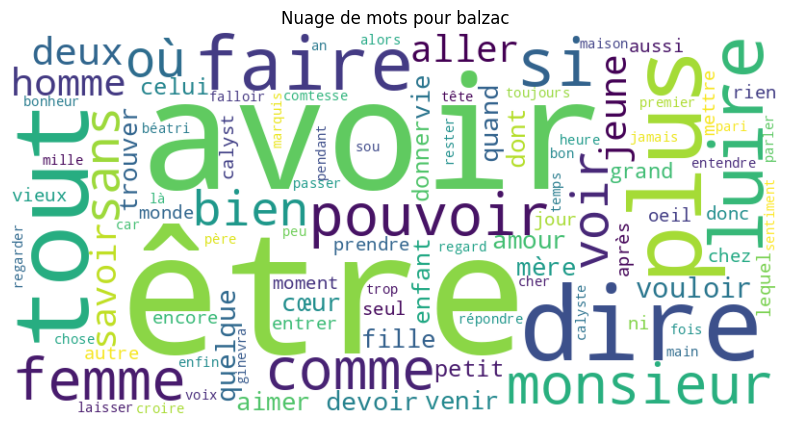 Nuage de mots pour balzac
deux où faire aller si maison aussi
an alors
homme celui falloir comtesse tête toujours premier rien
bonheur
tout sans trouver béatri calyst marquis pendant avoir sou donner vie rester quand dont heure bon voir jeune jamais plus mettre pari luire parler
mille entendre
vieux là passer temps grand
savoir monde bien pouvoir jour oeil donc
car père peu prendre regard amour après chez lequel sentiment
regarder être enfant mère
moment cœur trop seul cher vouloir
encore entrer répondre calyste dire ni fois
chose autre quelque fille main
enfin ginevra comme petit
femme voix monsieur
laisser croire aimer devoir venir